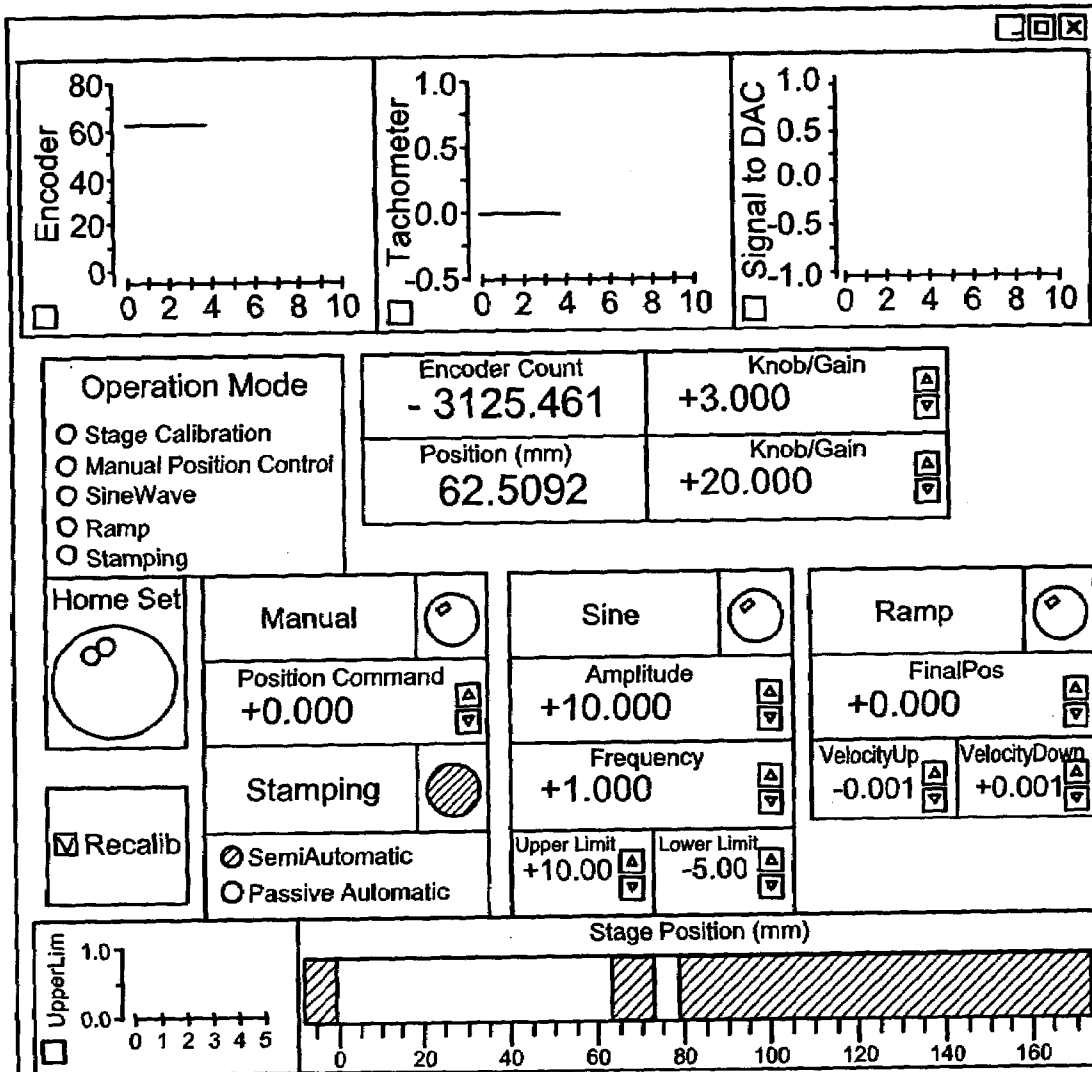 Encoder
80
60
40
20
0
0 2 4 6 8 10
Tachometer
1.0
0.5
0.0
-0.5
0 2 4 6 8 10
Signal to DAC
1.0
0.5
0.0
-0.5
-1.0
0 2 4 6 8 10
Operation Mode
Stage Calibration
Manual Position Control
SineWave
Ramp
Stamping
Encoder Count
- 3125.461
Knob/Gain
+3.000
Position (mm)
62.5092
Knob/Gain
+20.000
Home Set
Recalib
Manual
Position Command
+0.000
Stamping
SemiAutomatic
Passive Automatic
Sine
Amplitude
+10.000
Frequency
+1.000
Upper Limit
+10.00
Lower Limit
-5.00
Ramp
FinalPos
+0.000
VelocityUp
-0.001
VelocityDown
+0.001
UpperLim
1.0
0.0
0 1 2 3 4 5
Stage Position (mm)
0 20 40 60 80 100 120 140 160